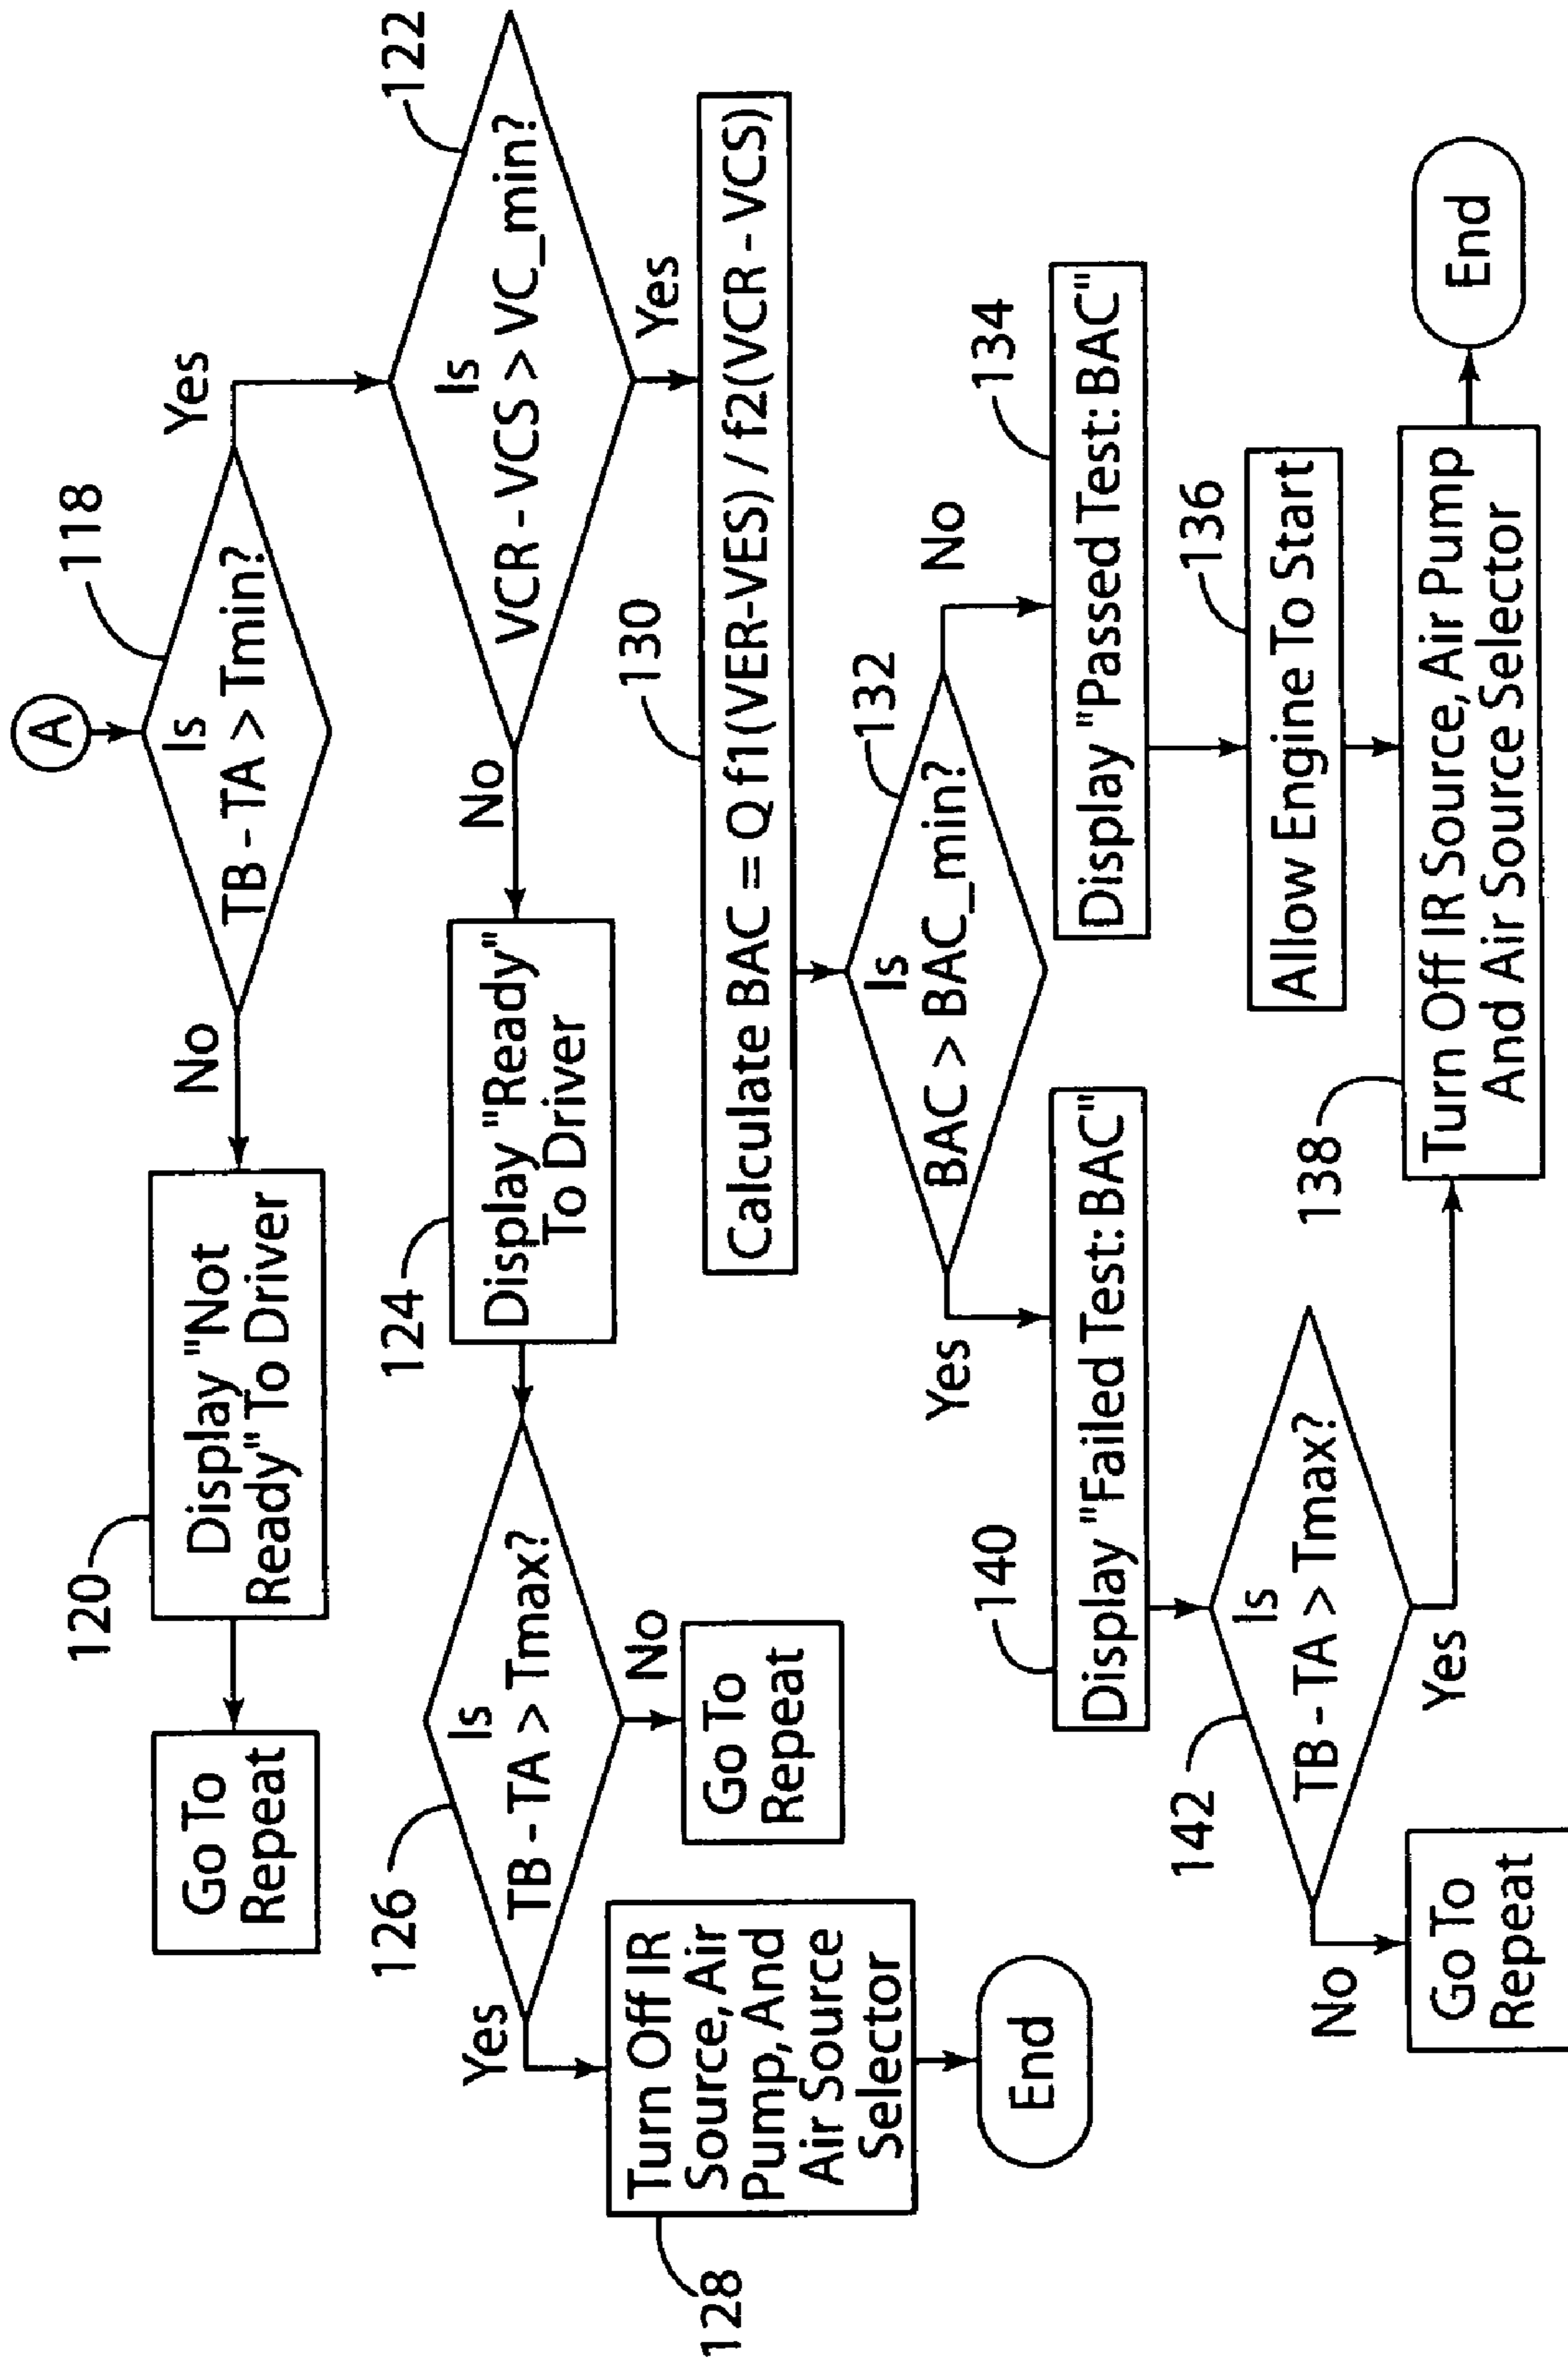 A
118
Is
TB - TA > Tmin?
Yes
No
120
Display "Not
Ready" To Driver
Go To
Repeat
122
Is
VCR - VCS > VC_min?
Yes
No
124
Display "Ready"
To Driver
126
Is
TB - TA > Tmax?
No
Go To
Repeat
Yes
128
Turn Off IR
Source, Air
Pump, And
Air Source
Selector
End
130
Calculate BAC = Q f1(VER-VES) / f2(VCR - VCS)
132
Is
BAC > BAC_min?
No
134
Display "Passed Test: BAC"
136
Allow Engine To Start
138
Turn Off IR Source, Air Pump
And Air Source Selector
End
Yes
140
Display "Failed Test: BAC"
142
Is
TB - TA > Tmax?
Yes
No
Go To
Repeat